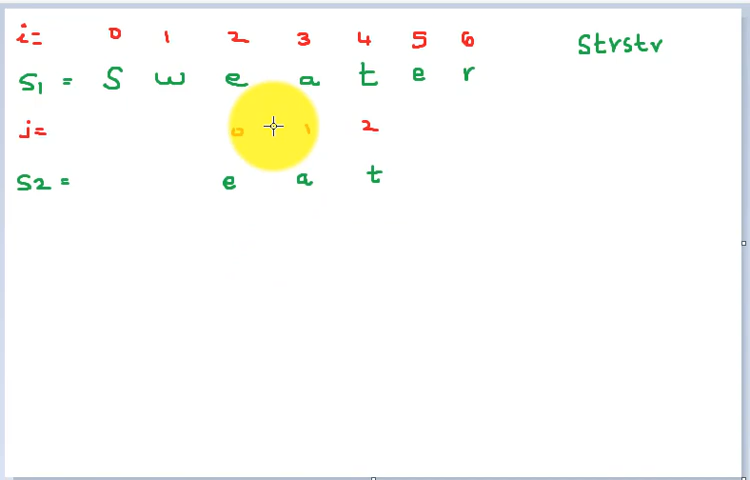 i= 0 1 2 3 4 5 6 Strstr
S1 = S w e a t e r
j= 0 1 2
S2 = e a t